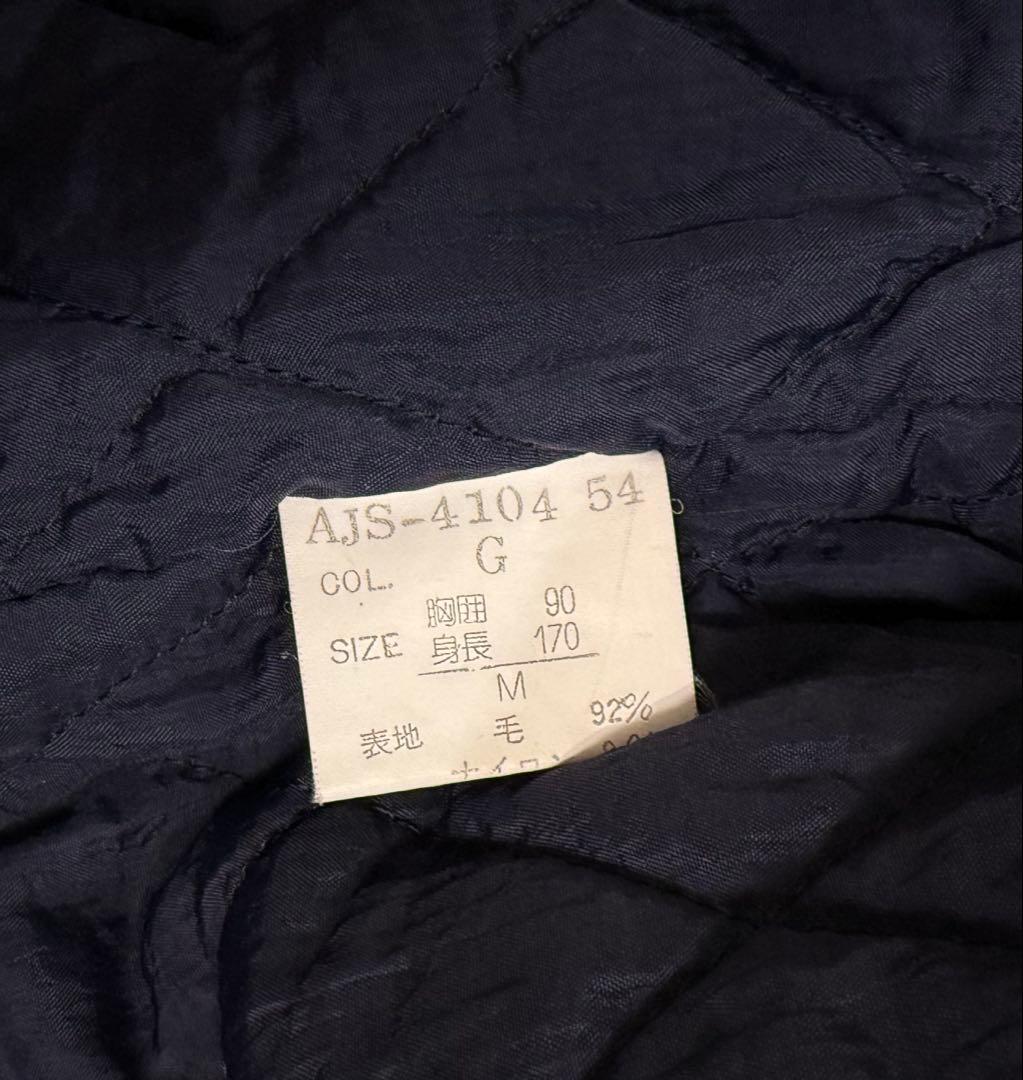 AJS-4104 54
COL. G
胸囲 90
SIZE 身長 170
M
表地 毛 92%